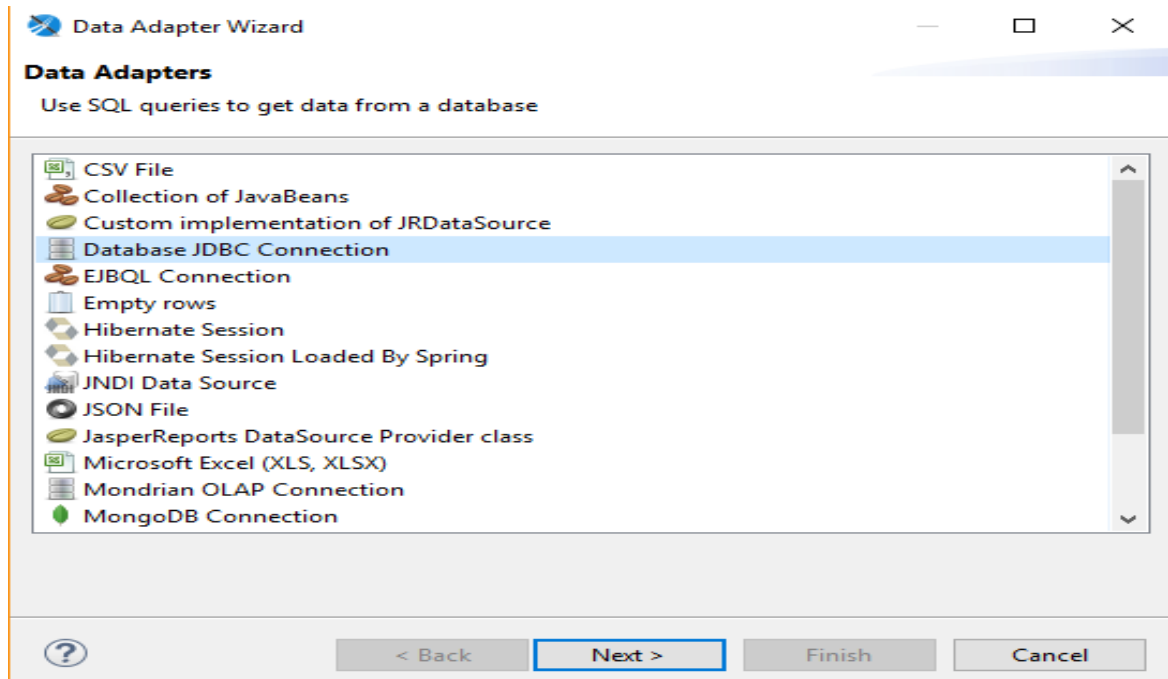 Data Adapter Wizard
Data Adapters
Use SQL queries to get data from a database
CSV File
Collection of JavaBeans
Custom implementation of JRDataSource
Database JDBC Connection
EJBQL Connection
Empty rows
Hibernate Session
Hibernate Session Loaded By Spring
JNDI Data Source
JSON File
JasperReports DataSource Provider class
Microsoft Excel (XLS, XLSX)
Mondrian OLAP Connection
MongoDB Connection
? < Back Next > Finish Cancel